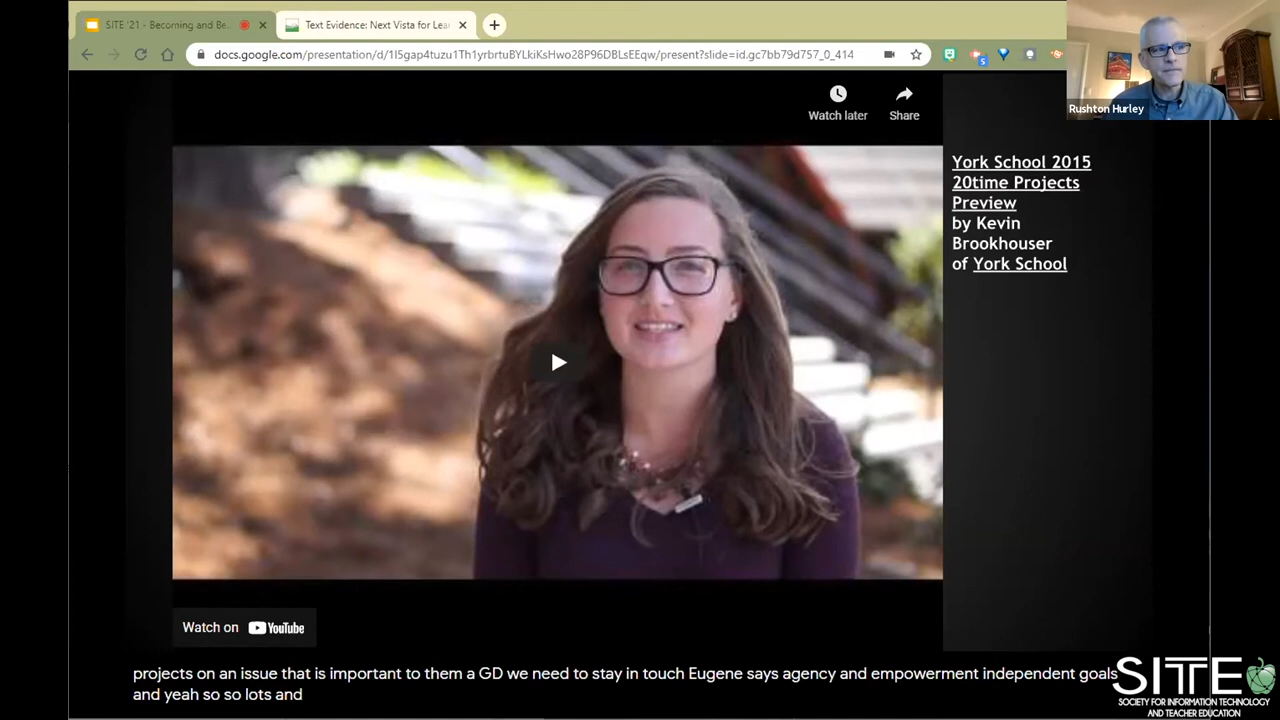 SITE '21 - Becoming and Be
Text Evidence: Next Vista for Lea
docs.google.com/presentation/d/1I5gap4tuzu1Th1yrbrtuBYLkiKsHwo28P96DBLsEEqw/present?slide=id.gc7bb79d757_0_414
5
Rushton Hurley
Watch later
Share
York School 2015
20time Projects
Preview
by Kevin
Brookhouser
of York School
Watch on YouTube
projects on an issue that is important to them a GD we need to stay in touch Eugene says agency and empowerment independent goals
and yeah so so lots and
SITE
SOCIETY FOR INFORMATION TECHNOLOGY
AND TEACHER EDUCATION